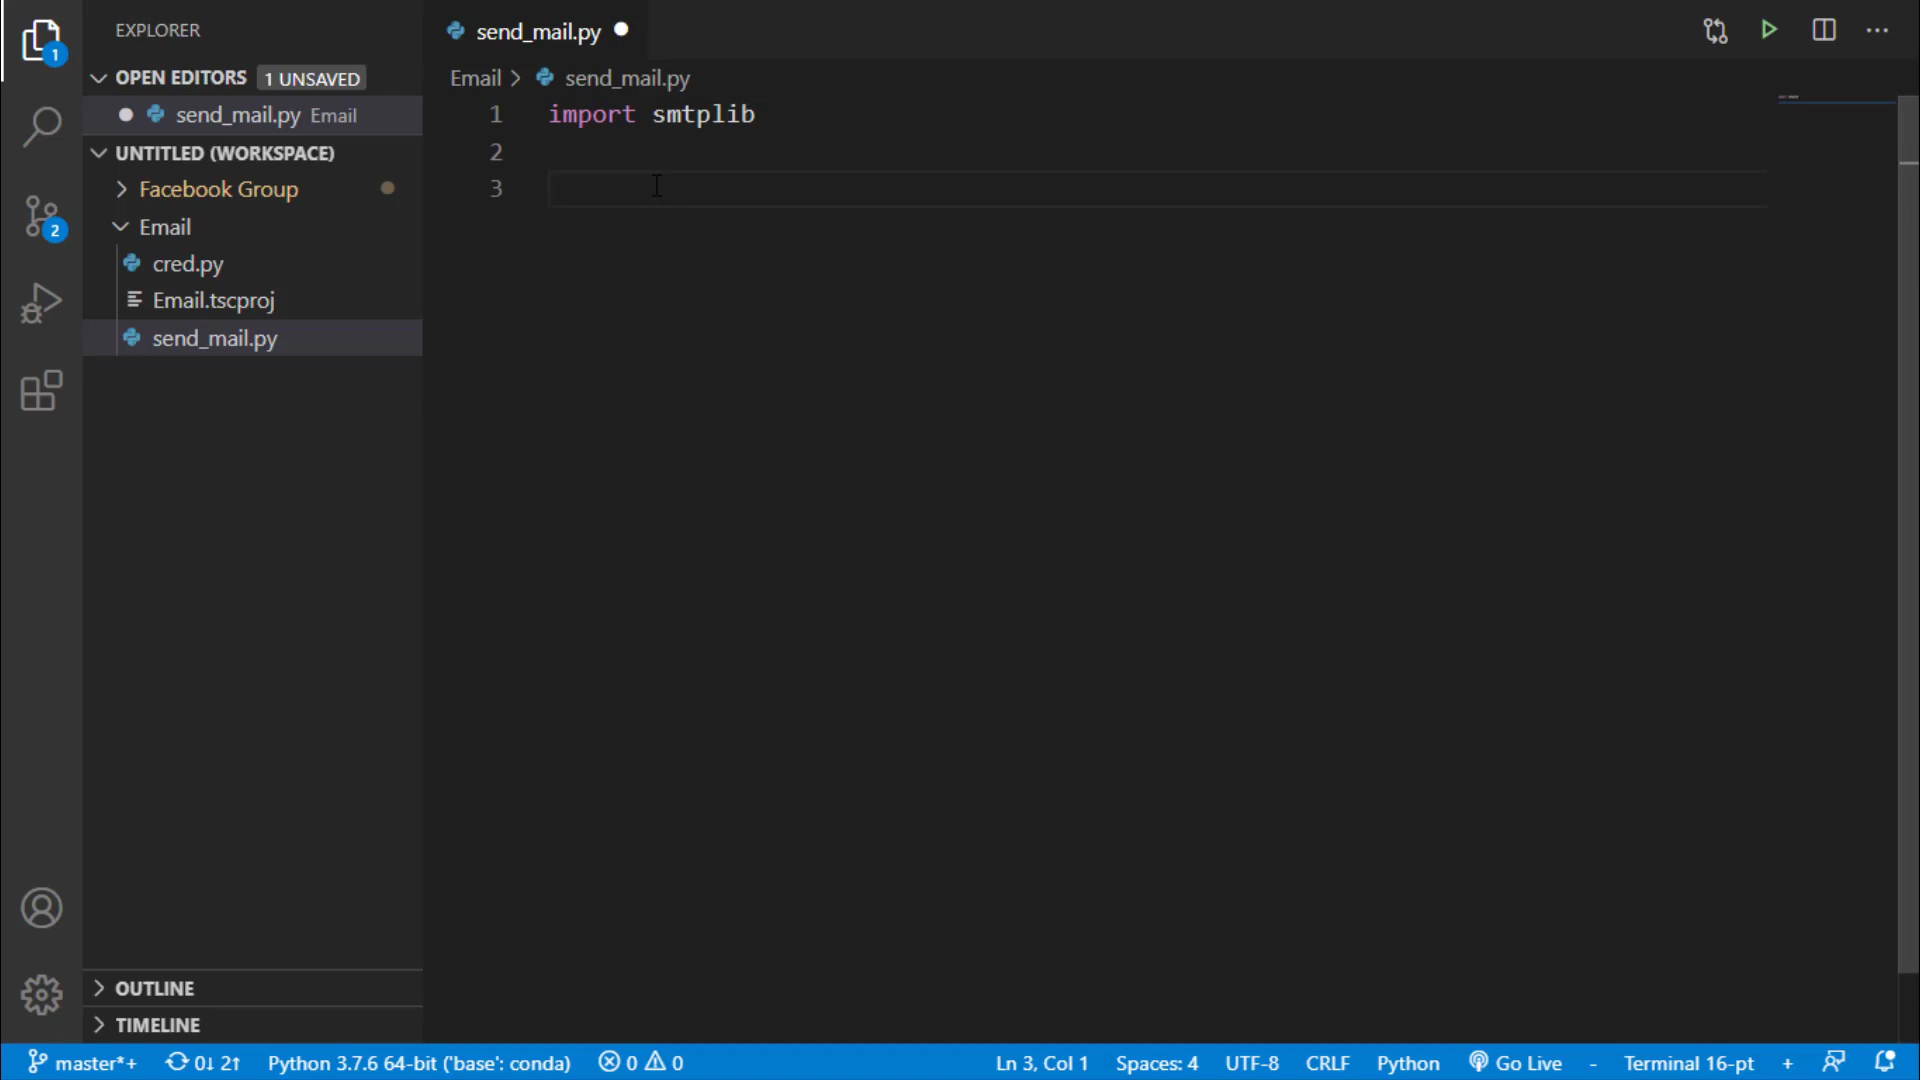 EXPLORER
OPEN EDITORS 1 UNSAVED
send_mail.py Email
UNTITLED (WORKSPACE)
Facebook Group
Email
cred.py
Email.tscproj
send_mail.py
OUTLINE
TIMELINE
1
2
send_mail.py
Email > send_mail.py
1 import smtplib
2
3
master*+ 0↓ 2↑ Python 3.7.6 64-bit ('base': conda) 0 0 Ln 3, Col 1 Spaces: 4 UTF-8 CRLF Python Go Live - Terminal 16-pt +